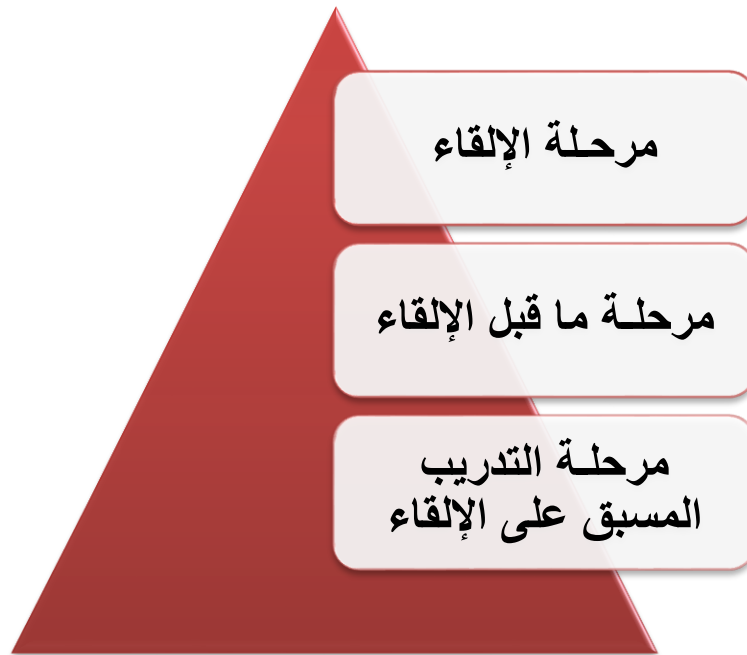 مرحلة الإلقاء
مرحلة ما قبل الإلقاء
مرحلة التدريب
المسبق على الإلقاء